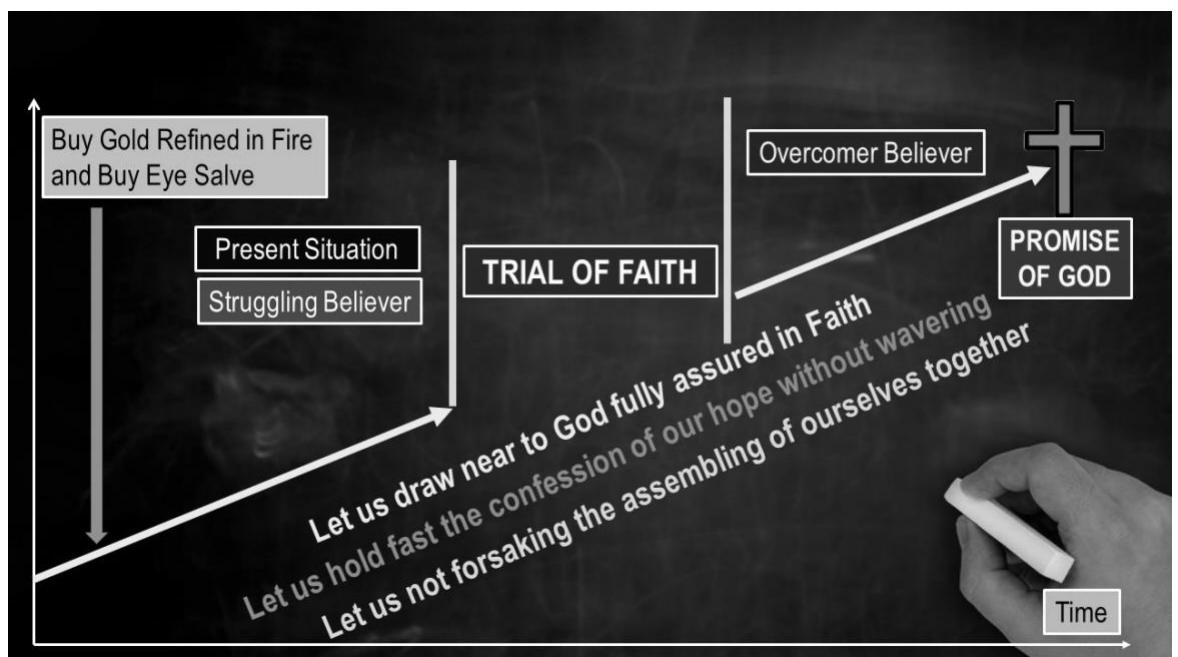 Buy Gold Refined in Fire
and Buy Eye Salve
Present Situation
Struggling Believer
TRIAL OF FAITH
Overcomer Believer
PROMISE
OF GOD
Let us draw near to God fully assured in Faith
Let us hold fast the confession of our hope without wavering
Let us not forsaking the assembling of ourselves together
Time